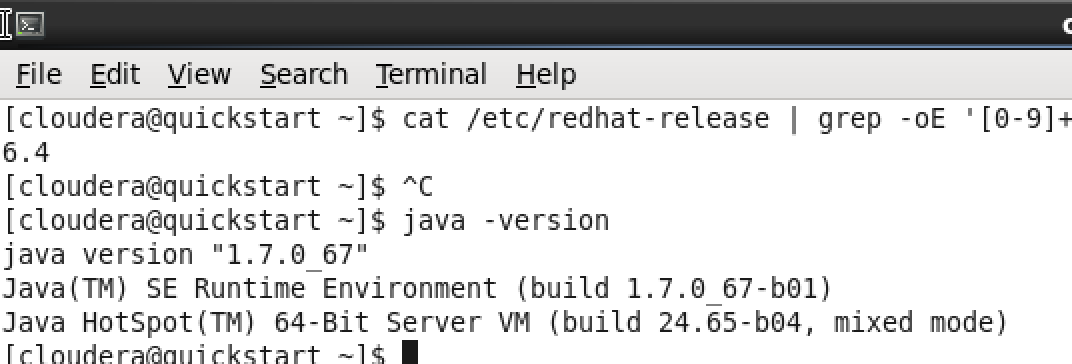 File Edit View Search Terminal Help
[cloudera@quickstart ~]$ cat /etc/redhat-release | grep -oE '[0-9]+
6.4
[cloudera@quickstart ~]$ ^C
[cloudera@quickstart ~]$ java -version
java version "1.7.0_67"
Java(TM) SE Runtime Environment (build 1.7.0_67-b01)
Java HotSpot(TM) 64-Bit Server VM (build 24.65-b04, mixed mode)
[cloudera@quickstart ~]$